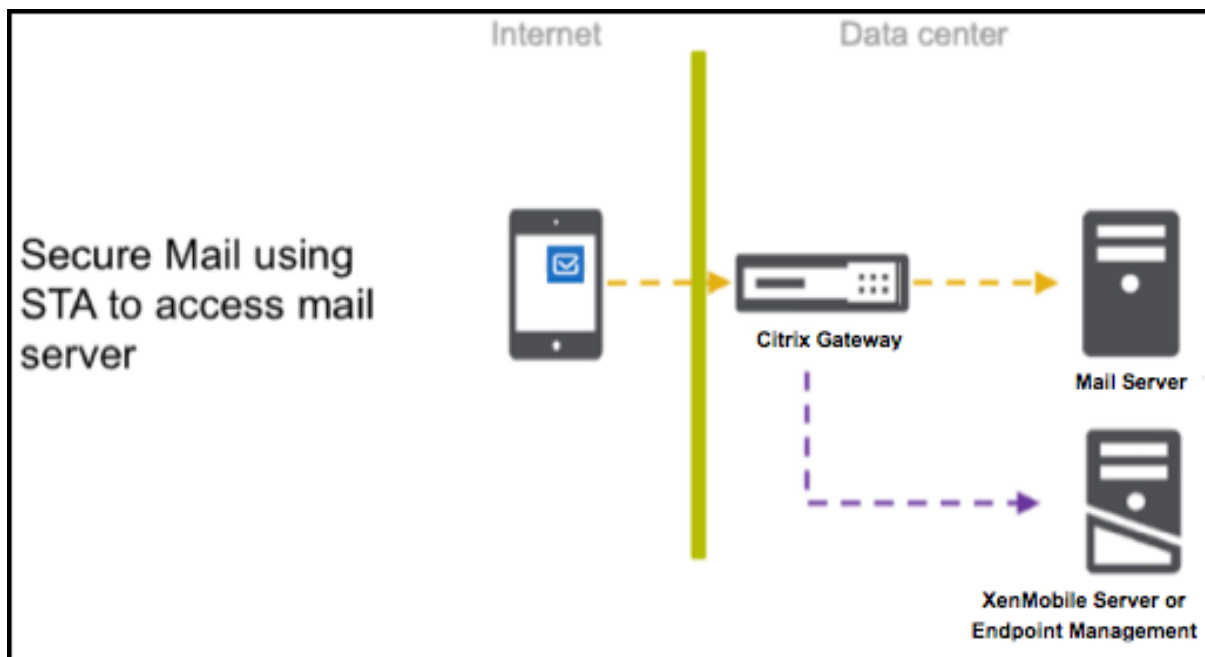 Internet
Data center
Secure Mail using
STA to access mail
server
Citrix Gateway
Mail Server
XenMobile Server or
Endpoint Management